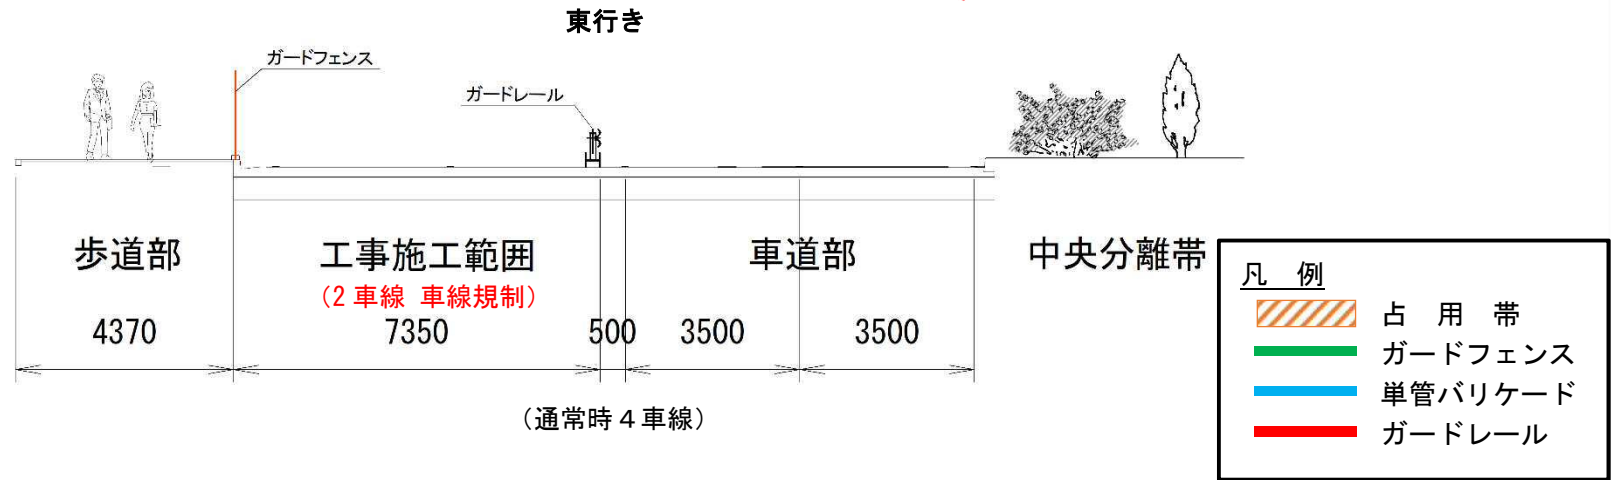 東行き
ガードフェンス
ガードレール
歩道部
工事施工範囲
車道部
中央分離帯
(2車線 車線規制)
4370
7350
500
3500
3500
(通常時4車線)
凡 例
占 用 帯
ガードフェンス
単管バリケード
ガードレール